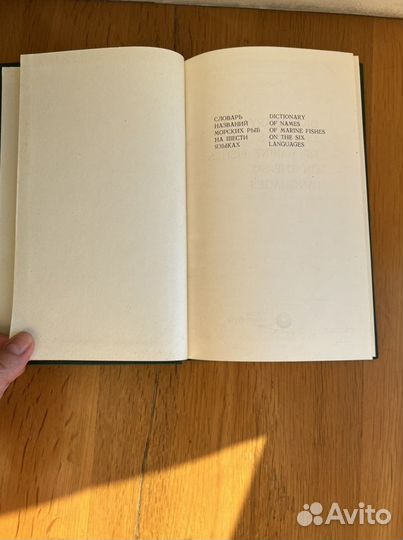 СЛОВАРЬ
НАЗВАНИЙ
МОРСКИХ РЫБ
НА ШЕСТИ
ЯЗЫКАХ
DICTIONARY
OF NAMES
OF MARINE FISHES
ON THE SIX
LANGUAGES
Avito